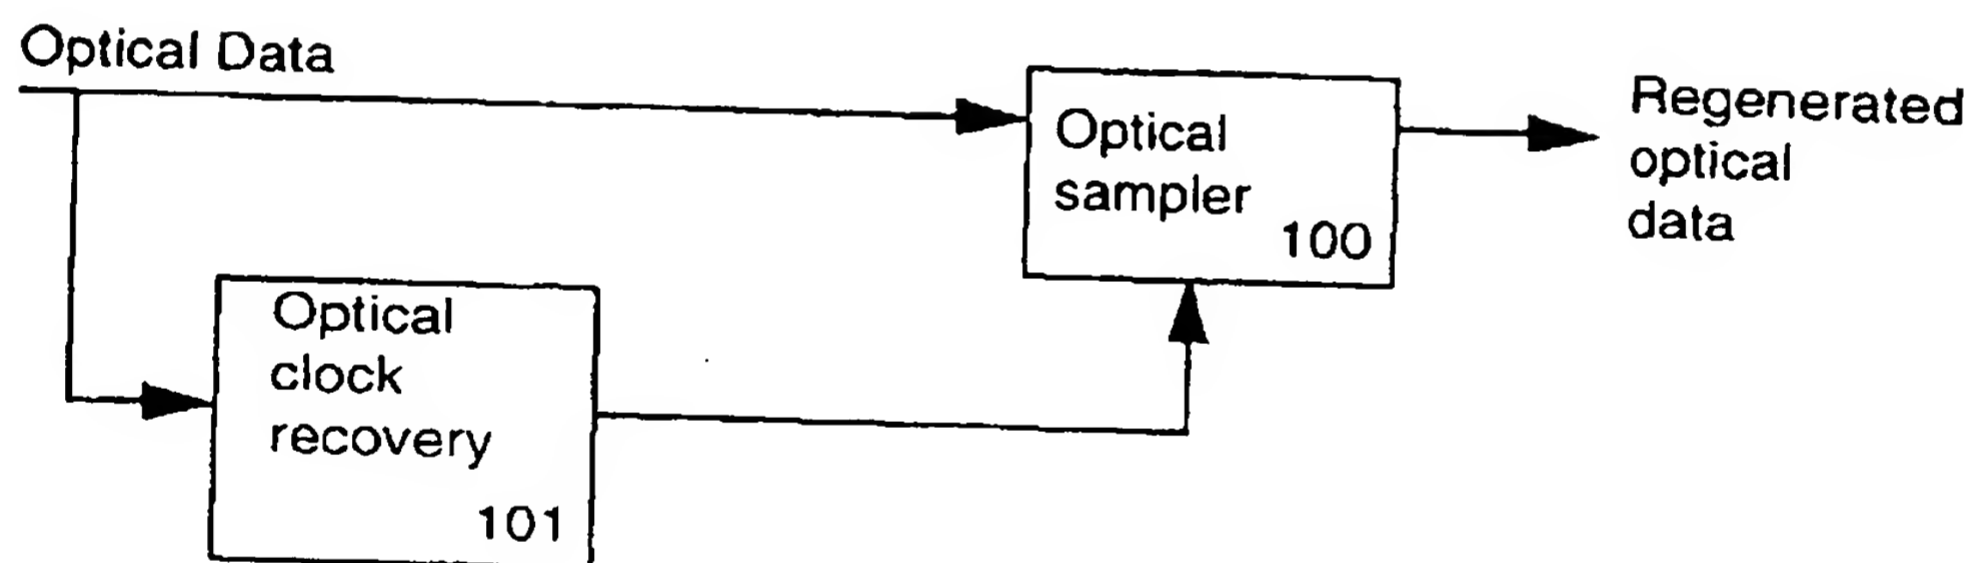 Optical Data
Optical
sampler
100
Regenerated
optical
data
Optical
clock
recovery
101